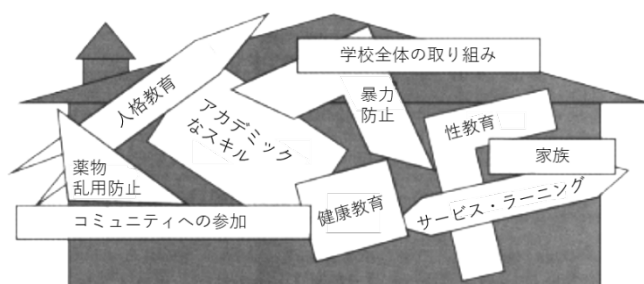 学校全体の取り組み
人格教育
アカデミック
なスキル
暴力
防止
性教育
家族
薬物
乱用防止
コミュニティへの参加
健康教育
サービス・ラーニング